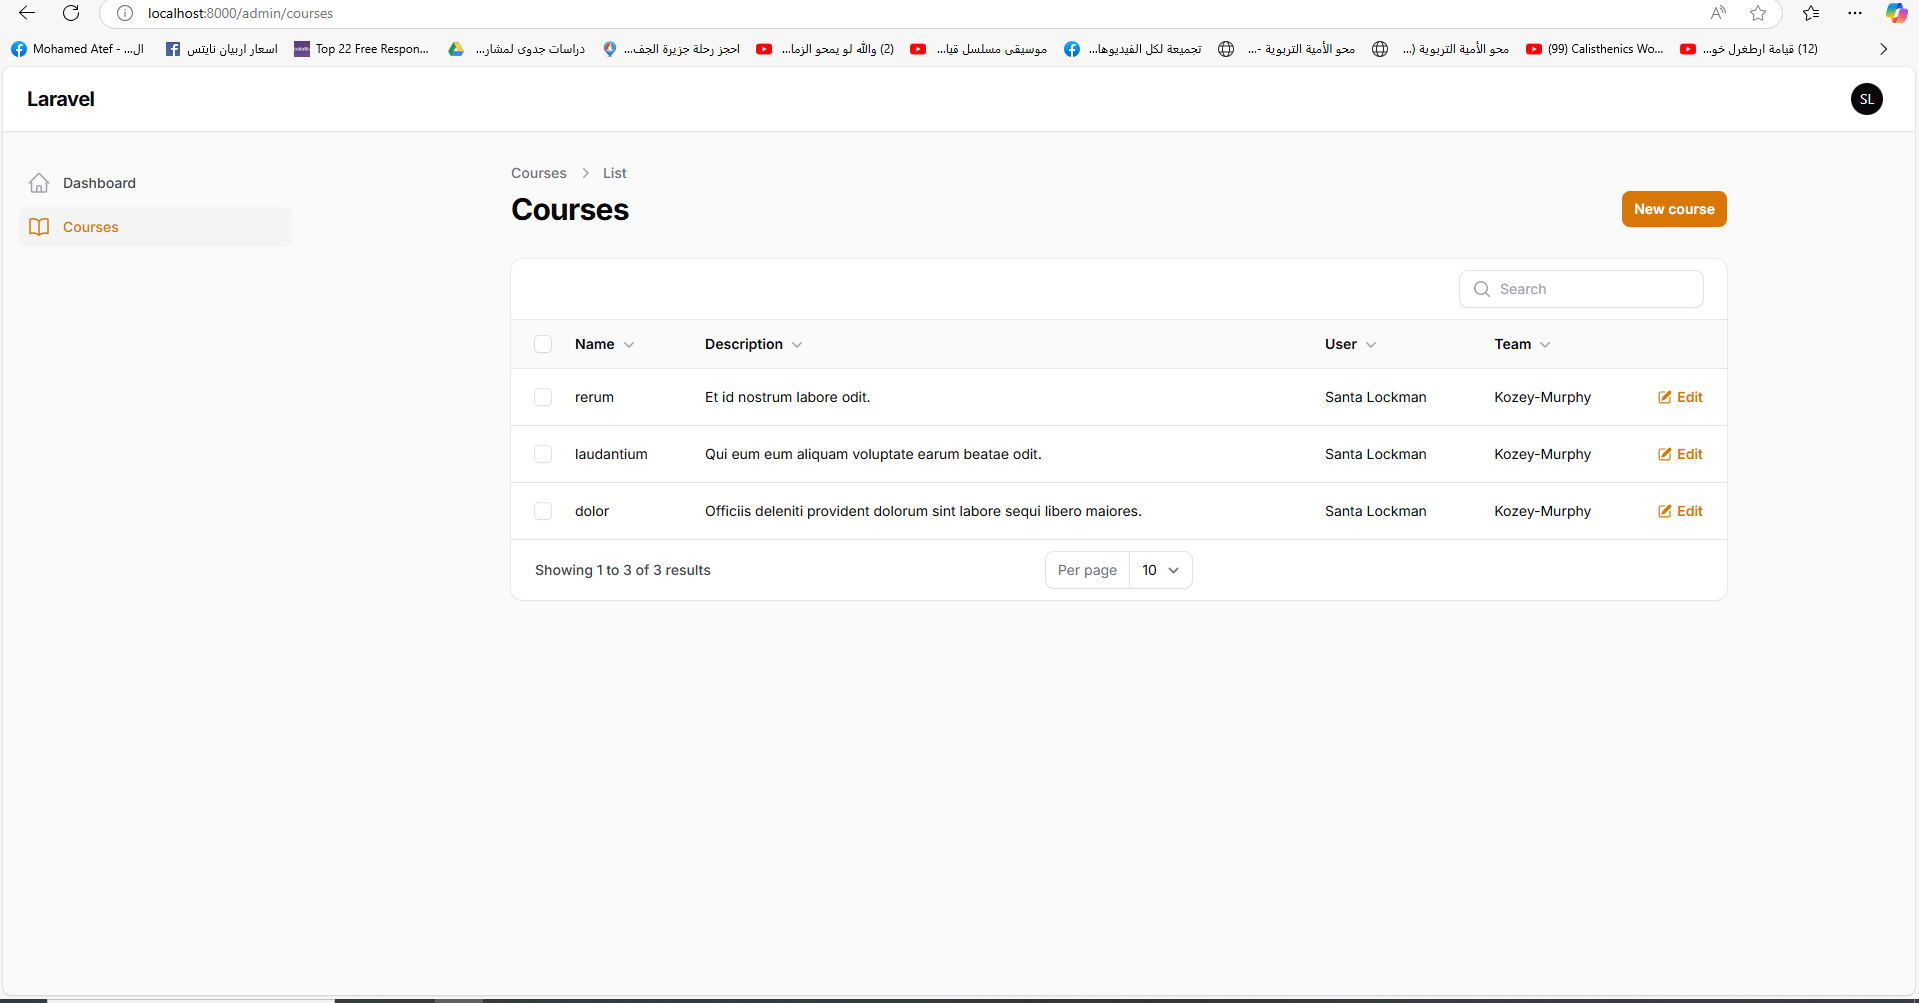 localhost:8000/admin/courses
Mohamed Atef - ...ال
اسعار اربيان نايتس
Top 22 Free Respon...
دراسات جدوى لمشار...
احجز رحلة جزيرة الجف...
(2) والله لو يمحو الزما...
موسيقى مسلسل قيا...
تجميعة لكل الفيديوها...
محو الأمية التربوية -...
محو الأمية التربوية (...
(99) Calisthenics Wo...
(12) قيامة ارطغرل خو...
Laravel
SL
Dashboard
Courses
Courses > List
Courses
New course
Search
Name Description User Team
rerum Et id nostrum labore odit. Santa Lockman Kozey-Murphy Edit
laudantium Qui eum eum aliquam voluptate earum beatae odit. Santa Lockman Kozey-Murphy Edit
dolor Officiis deleniti provident dolorum sint labore sequi libero maiores. Santa Lockman Kozey-Murphy Edit
Showing 1 to 3 of 3 results Per page 10